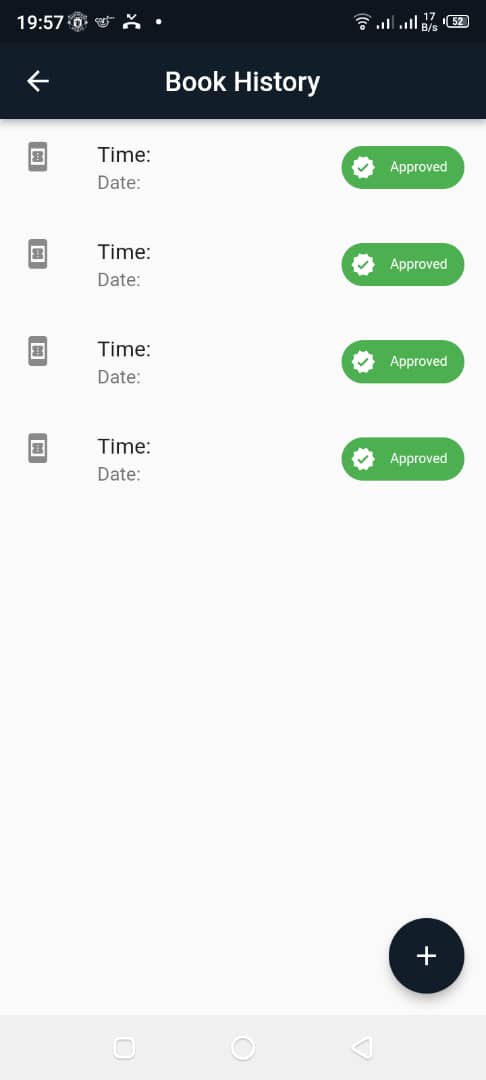 19:57
17
B/s
52
Book History
Time:
Date:
Approved
Time:
Date:
Approved
Time:
Date:
Approved
Time:
Date:
Approved
+